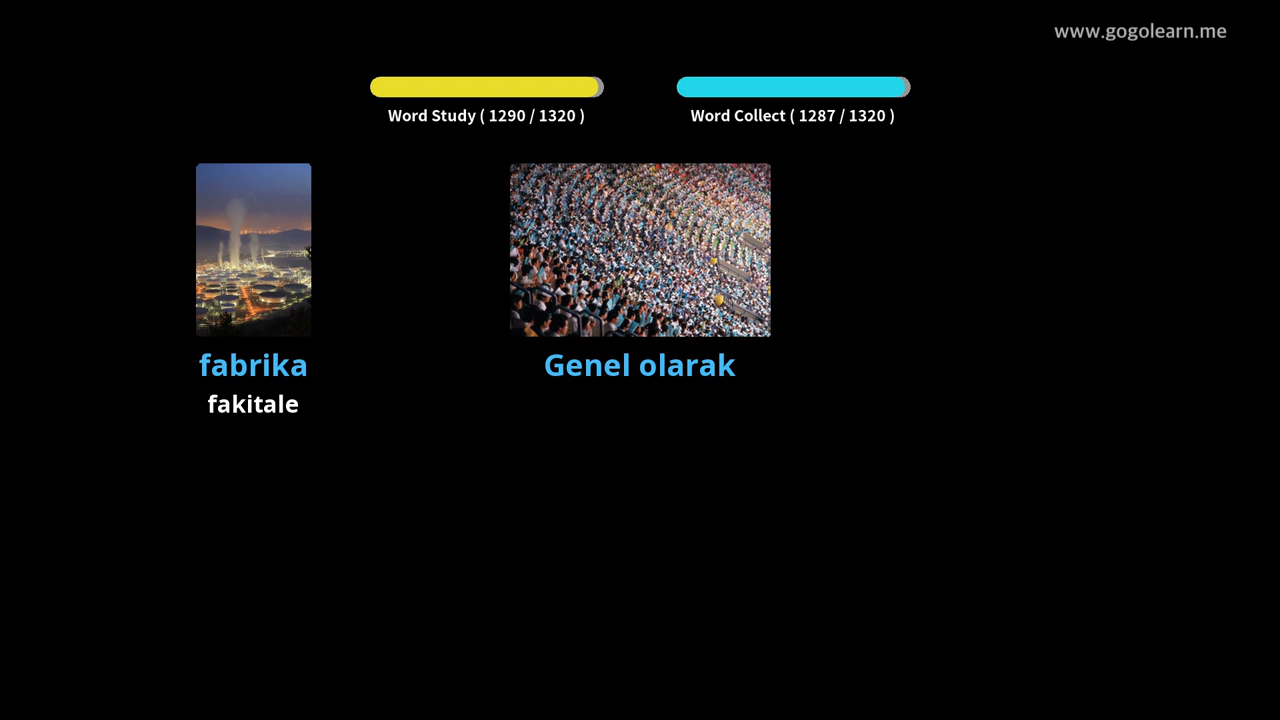 www.gogolearn.me
Word Study ( 1290 / 1320 )
Word Collect ( 1287 / 1320 )
fabrika
Genel olarak
fakitale